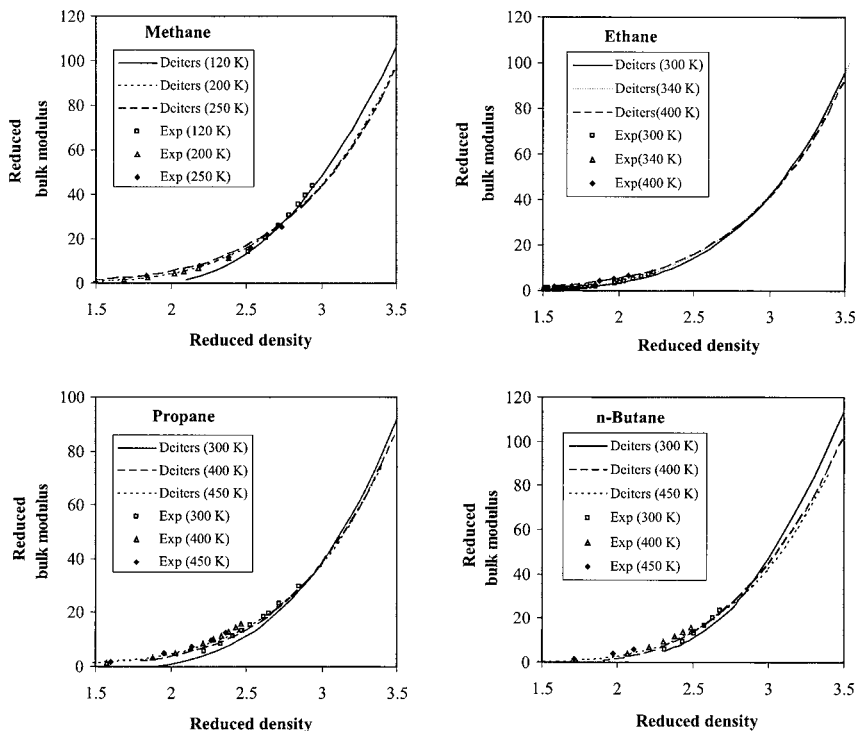 Methane
Deiters (120 K)
Deiters (200 K)
Deiters (250 K)
Exp (120 K)
Exp (200 K)
Exp (250 K)
120
100
80
60
40
20
0
1.5
2
2.5
3
3.5
Reduced
bulk modulus
Reduced density
Ethane
Deiters (300 K)
Deiters(340 K)
Deiters(400 K)
Exp(300 K)
Exp(340 K)
Exp(400 K)
120
100
80
60
40
20
0
1.5
2
2.5
3
3.5
Reduced
bulk modulus
Reduced density
Propane
Deiters (300 K)
Deiters (400 K)
Deiters (450 K)
Exp (300 K)
Exp (400 K)
Exp (450 K)
100
80
60
40
20
0
1.5
2
2.5
3
3.5
Reduced
bulk modulus
Reduced density
n-Butane
Deiters (300 K)
Deiters (400 K)
Deiters (450 K)
Exp (300 K)
Exp (400 K)
Exp (450 K)
120
100
80
60
40
20
0
1.5
2
2.5
3
3.5
Reduced
bulk modulus
Reduced density